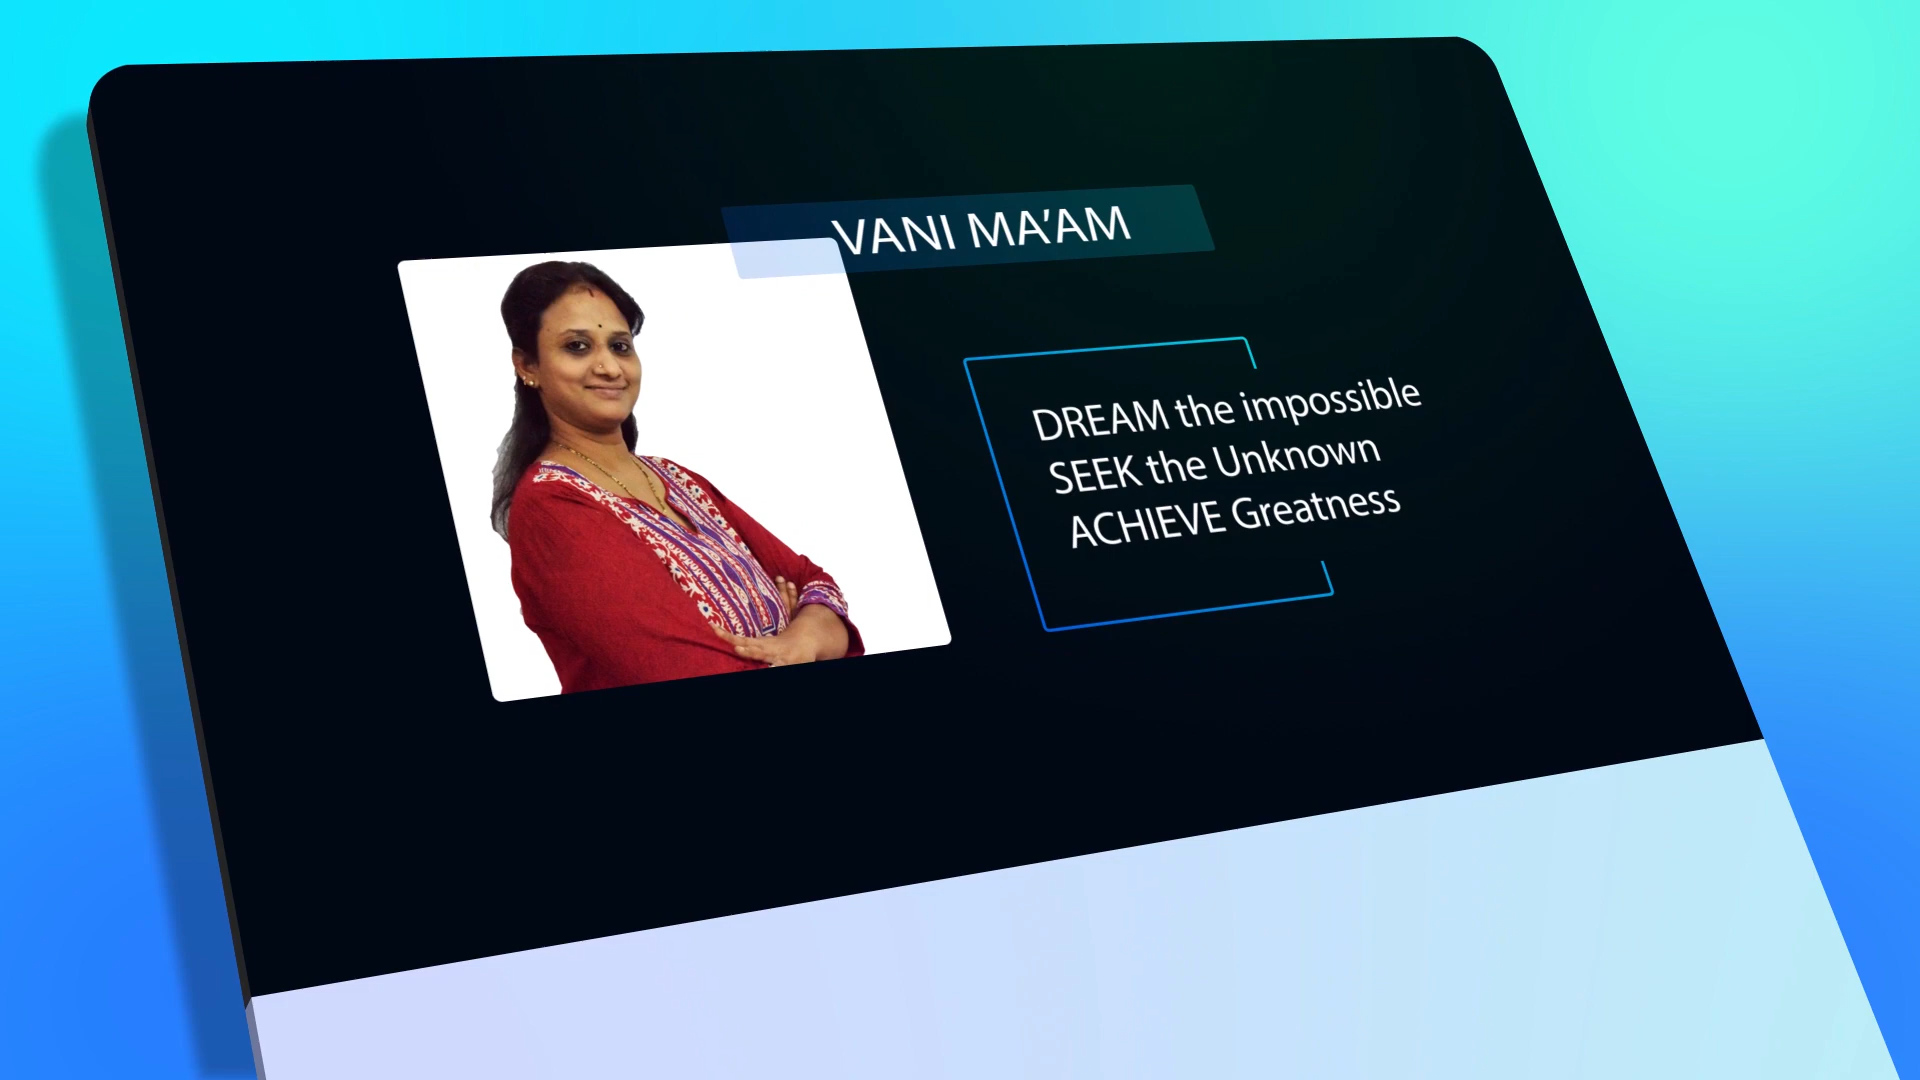 VANI MA’AM
DREAM the impossible
SEEK the Unknown
ACHIEVE Greatness